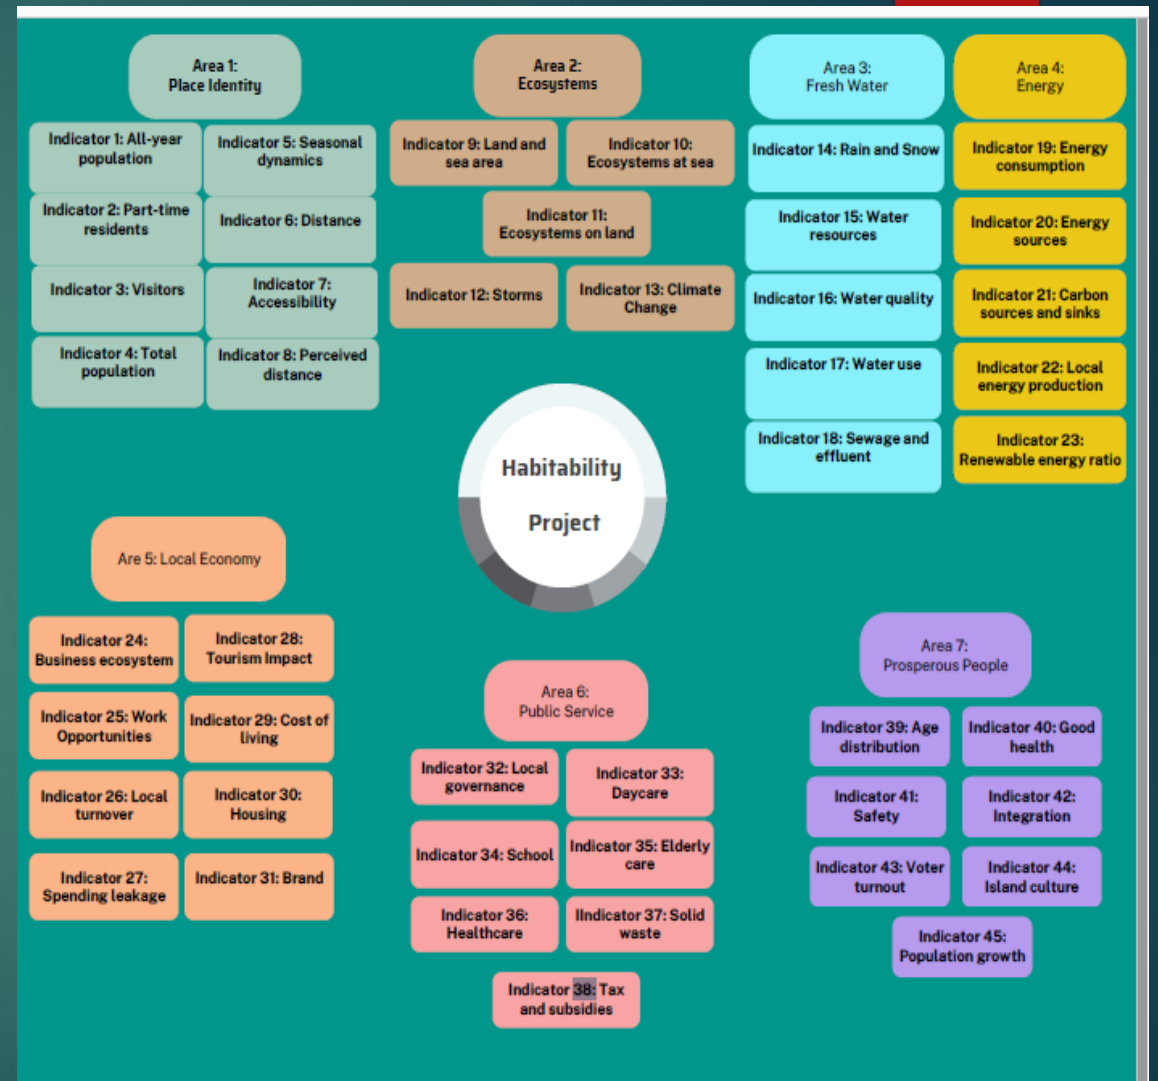 Area 1:
Place Identity
Indicator 1: All-year
population
Indicator 5: Seasonal
dynamics
Indicator 2: Part-time
residents
Indicator 6: Distance
Indicator 3: Visitors
Indicator 7:
Accessibility
Indicator 4: Total
population
Indicator 8: Perceived
distance
Area 2:
Ecosystems
Indicator 9: Land and
sea area
Indicator 10:
Ecosystems at sea
Indicator 11:
Ecosystems on land
Indicator 12: Storms
Indicator 13: Climate
Change
Area 3:
Fresh Water
Indicator 14: Rain and Snow
Indicator 15: Water
resources
Indicator 16: Water quality
Indicator 17: Water use
Indicator 18: Sewage and
effluent
Area 4:
Energy
Indicator 19: Energy
consumption
Indicator 20: Energy
sources
Indicator 21: Carbon
sources and sinks
Indicator 22: Local
energy production
Indicator 23:
Renewable energy ratio
Habitability
Project
Are 5: Local Economy
Indicator 24:
Business ecosystem
Indicator 28:
Tourism Impact
Indicator 25: Work
Opportunities
Indicator 29: Cost of
living
Indicator 26: Local
turnover
Indicator 30:
Housing
Indicator 27:
Spending leakage
Indicator 31: Brand
Area 6:
Public Service
Indicator 32: Local
governance
Indicator 33:
Daycare
Indicator 34: School
Indicator 35: Elderly
care
Indicator 36:
Healthcare
IIndicator 37: Solid
waste
Indicator 38: Tax
and subsidies
Area 7:
Prosperous People
Indicator 39: Age
distribution
Indicator 40: Good
health
Indicator 41:
Safety
Indicator 42:
Integration
Indicator 43: Voter
turnout
Indicator 44:
Island culture
Indicator 45:
Population growth